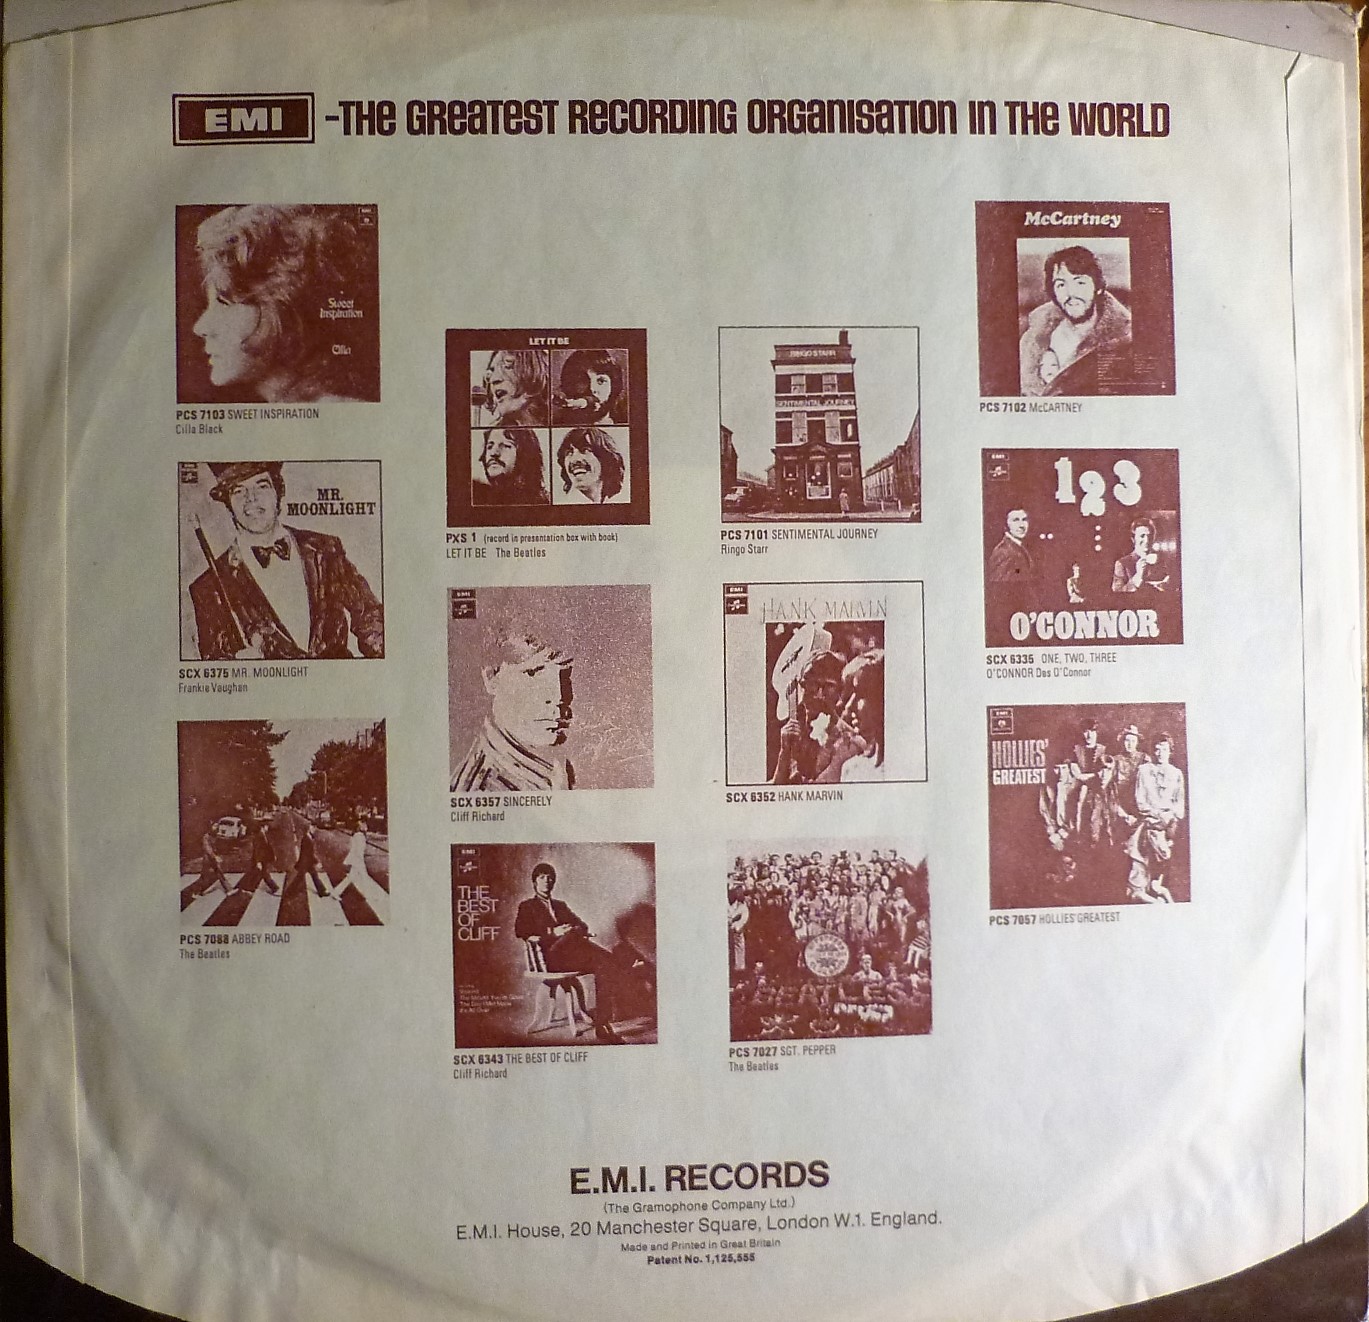 EMI -THE GREATEST RECORDING ORGANISATION IN THE WORLD
Sweet
Inspiration
Cilla
PCS 7103 SWEET INSPIRATION
Cilla Black
MR.
MOONLIGHT
SCX 6375 MR. MOONLIGHT
Frankie Vaughan
PCS 7088 ABBEY ROAD
The Beatles
LET IT BE
PXS 1 (record in presentation box with book)
LET IT BE The Beatles
EMI
SCX 6357 SINCERELY
Cliff Richard
EMI
THE
BEST
OF
CLIFF
SCX 6343 THE BEST OF CLIFF
Cliff Richard
RINGO STARR
SENTIMENTAL JOURNEY
PCS 7101 SENTIMENTAL JOURNEY
Ringo Starr
EMI
HANK MARVIN
SCX 6352 HANK MARVIN
PCS 7027 SGT. PEPPER
The Beatles
McCartney
PCS 7102 McCARTNEY
EMI
1 2 3
O'CONNOR
SCX 6335 ONE, TWO, THREE
O'CONNOR Des O'Connor
EMI
HOLLIES'
GREATEST
PCS 7057 HOLLIES' GREATEST
E.M.I. RECORDS
(The Gramophone Company Ltd.)
E.M.I. House, 20 Manchester Square, London W.1. England.
Made and Printed in Great Britain
Patent No. 1,125,555